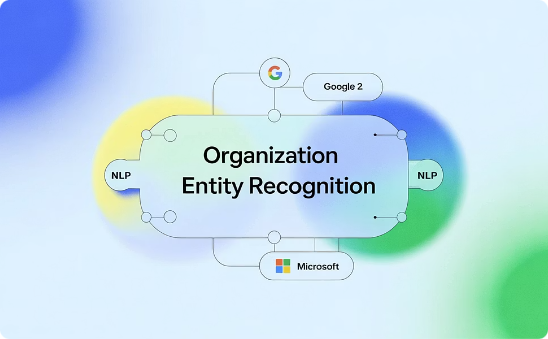 Google 2
Organization
Entity Recognition
NLP
NLP
Microsoft